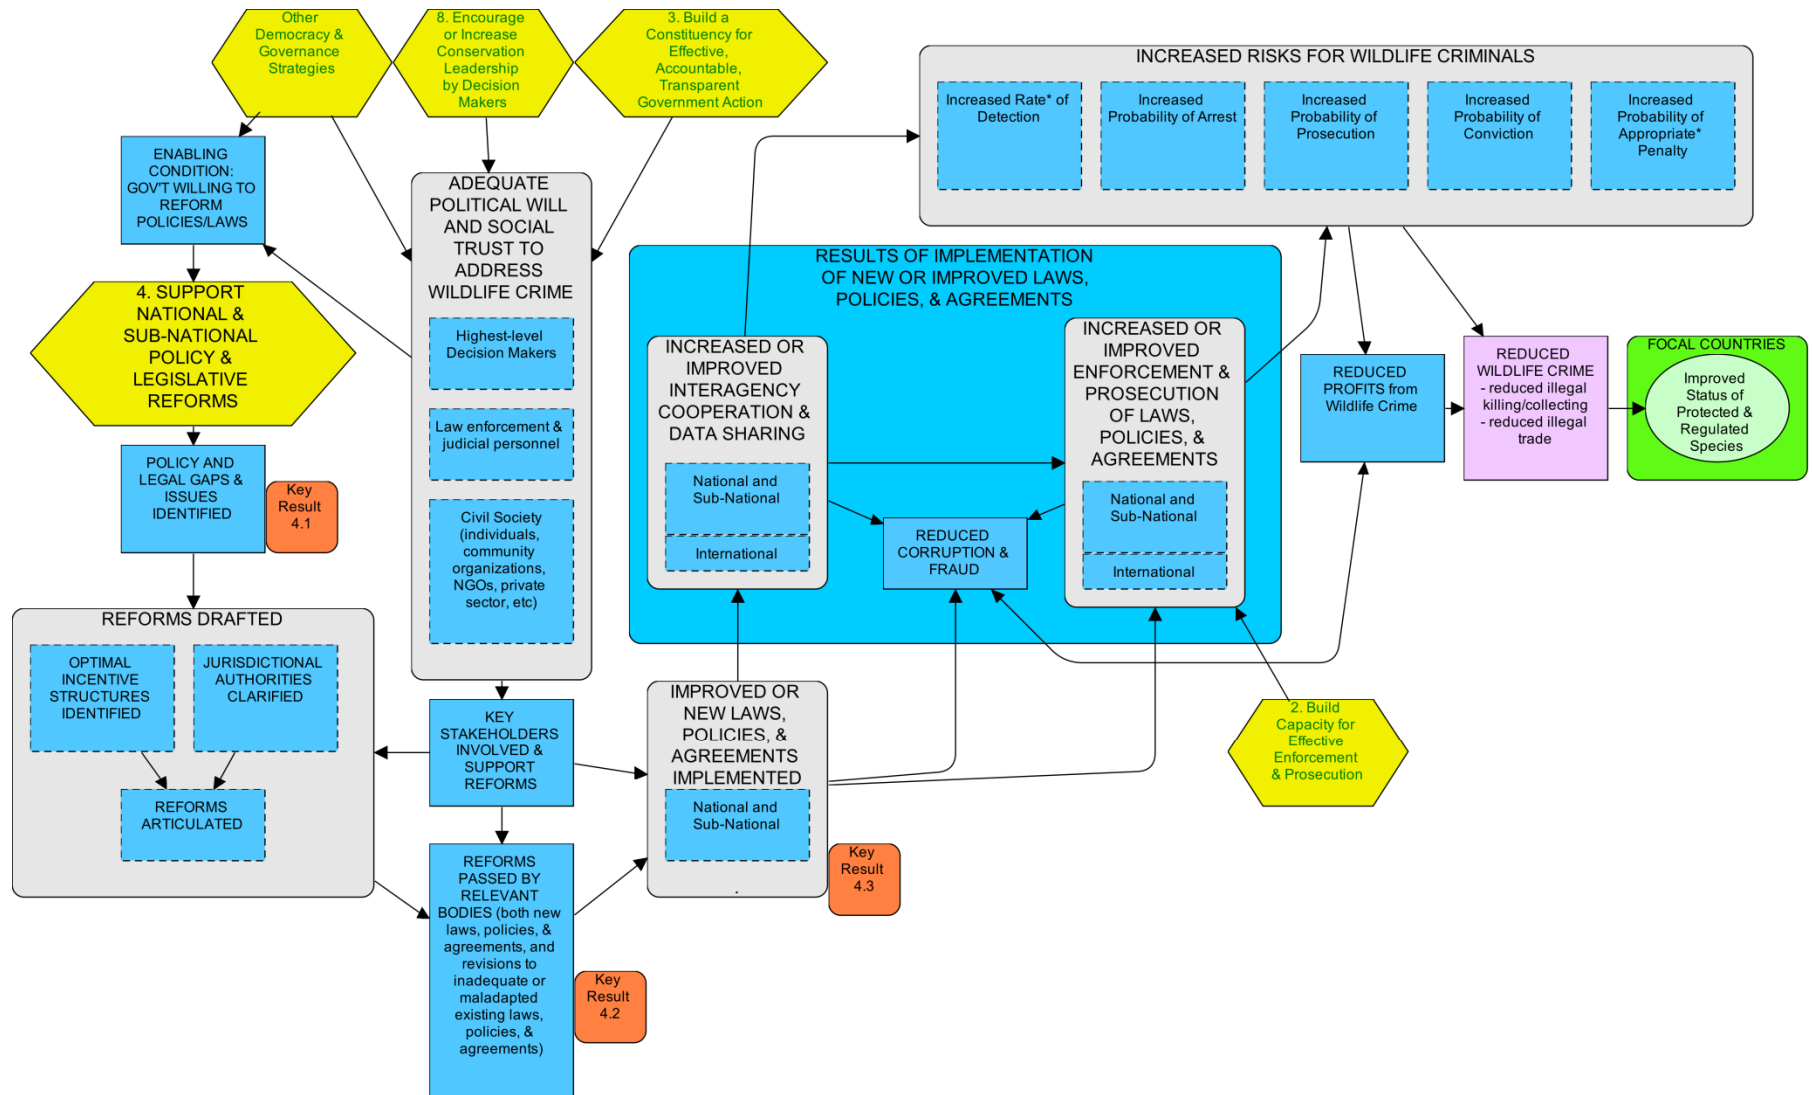 Other
Democracy &
Governance
Strategies
8. Encourage
or Increase
Conservation
Leadership
by Decision
Makers
3. Build a
Constituency for
Effective,
Accountable,
Transparent
Government Action
INCREASED RISKS FOR WILDLIFE CRIMINALS
Increased Rate* of
Detection
Increased
Probability of Arrest
Increased
Probability of
Prosecution
Increased
Probability of
Conviction
Increased
Probability of
Appropriate*
Penalty
ENABLING
CONDITION:
GOV'T WILLING TO
REFORM
POLICIES/LAWS
ADEQUATE
POLITICAL WILL
AND SOCIAL
TRUST TO
ADDRESS
WILDLIFE CRIME
Highest-level
Decision Makers
Law enforcement &
judicial personnel
Civil Society
(individuals,
community
organizations,
NGOs, private
sector, etc)
4. SUPPORT
NATIONAL &
SUB-NATIONAL
POLICY &
LEGISLATIVE
REFORMS
POLICY AND
LEGAL GAPS &
ISSUES
IDENTIFIED
Key
Result
4.1
REFORMS DRAFTED
OPTIMAL
INCENTIVE
STRUCTURES
IDENTIFIED
JURISDICTIONAL
AUTHORITIES
CLARIFIED
REFORMS
ARTICULATED
KEY
STAKEHOLDERS
INVOLVED &
SUPPORT
REFORMS
REFORMS
PASSED BY
RELEVANT
BODIES (both new
laws, policies, &
agreements, and
revisions to
inadequate or
maladapted
existing laws,
policies, &
agreements)
Key
Result
4.2
RESULTS OF IMPLEMENTATION
OF NEW OR IMPROVED LAWS,
POLICIES, & AGREEMENTS
INCREASED OR
IMPROVED
INTERAGENCY
COOPERATION &
DATA SHARING
National and
Sub-National
International
REDUCED
CORRUPTION &
FRAUD
INCREASED OR
IMPROVED
ENFORCEMENT &
PROSECUTION
OF LAWS,
POLICIES, &
AGREEMENTS
National and
Sub-National
International
IMPROVED OR
NEW LAWS,
POLICIES, &
AGREEMENTS
IMPLEMENTED
National and
Sub-National
.
Key
Result
4.3
2. Build
Capacity for
Effective
Enforcement
& Prosecution
REDUCED
PROFITS from
Wildlife Crime
REDUCED
WILDLIFE CRIME
- reduced illegal
killing/collecting
- reduced illegal
trade
FOCAL COUNTRIES
Improved
Status of
Protected &
Regulated
Species